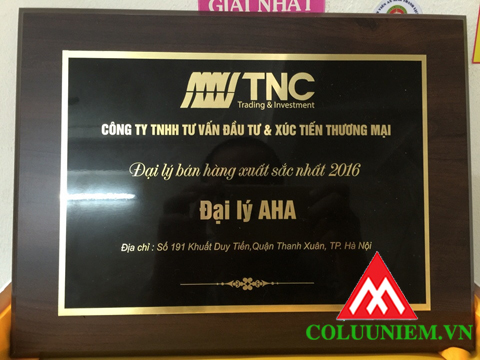 GIẢI NHẤT
TNC
Trading & Investment
CÔNG TY TNHH TƯ VẤN ĐẦU TƯ & XÚC TIẾN THƯƠNG MẠI
Đại lý bán hàng xuất sắc nhất 2016
Đại lý AHA
Địa chỉ : Số 191 Khuất Duy Tiến,Quận Thanh Xuân, TP. Hà Nội
COLUUNIEM.VN